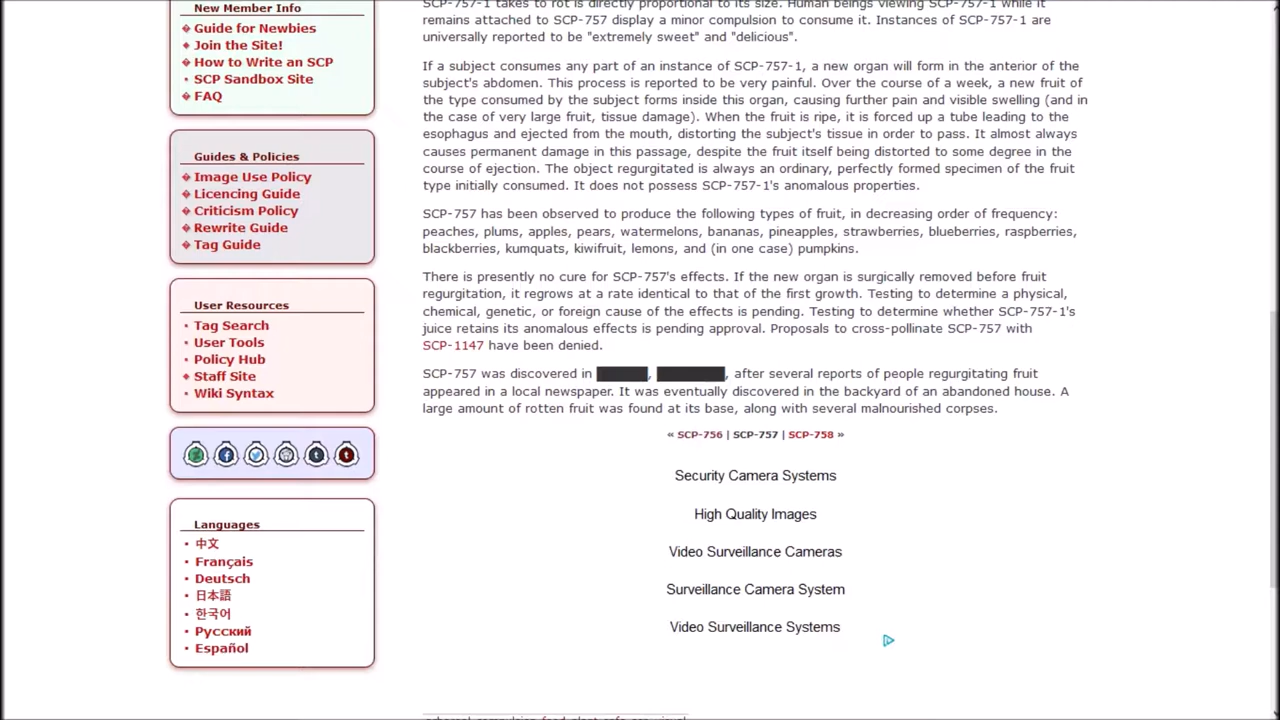 New Member Info
Guide for Newbies
Join the Site!
How to Write an SCP
SCP Sandbox Site
FAQ
Guides & Policies
Image Use Policy
Licencing Guide
Criticism Policy
Rewrite Guide
Tag Guide
User Resources
Tag Search
User Tools
Policy Hub
Staff Site
Wiki Syntax
Languages
中文
Français
Deutsch
日本語
한국어
Русский
Español
SCP-757-1 takes to rot is directly proportional to its size. Human beings viewing SCP-757-1 while it
remains attached to SCP-757 display a minor compulsion to consume it. Instances of SCP-757-1 are
universally reported to be "extremely sweet" and "delicious".
If a subject consumes any part of an instance of SCP-757-1, a new organ will form in the anterior of the
subject's abdomen. This process is reported to be very painful. Over the course of a week, a new fruit of
the type consumed by the subject forms inside this organ, causing further pain and visible swelling (and in
the case of very large fruit, tissue damage). When the fruit is ripe, it is forced up a tube leading to the
esophagus and ejected from the mouth, distorting the subject's tissue in order to pass. It almost always
causes permanent damage in this passage, despite the fruit itself being distorted to some degree in the
course of ejection. The object regurgitated is always an ordinary, perfectly formed specimen of the fruit
type initially consumed. It does not possess SCP-757-1's anomalous properties.
SCP-757 has been observed to produce the following types of fruit, in decreasing order of frequency:
peaches, plums, apples, pears, watermelons, bananas, pineapples, strawberries, blueberries, raspberries,
blackberries, kumquats, kiwifruit, lemons, and (in one case) pumpkins.
There is presently no cure for SCP-757's effects. If the new organ is surgically removed before fruit
regurgitation, it regrows at a rate identical to that of the first growth. Testing to determine a physical,
chemical, genetic, or foreign cause of the effects is pending. Testing to determine whether SCP-757-1's
juice retains its anomalous effects is pending approval. Proposals to cross-pollinate SCP-757 with
SCP-1147 have been denied.
SCP-757 was discovered in ██████, ████████, after several reports of people regurgitating fruit
appeared in a local newspaper. It was eventually discovered in the backyard of an abandoned house. A
large amount of rotten fruit was found at its base, along with several malnourished corpses.
« SCP-756 | SCP-757 | SCP-758 »
Security Camera Systems
High Quality Images
Video Surveillance Cameras
Surveillance Camera System
Video Surveillance Systems